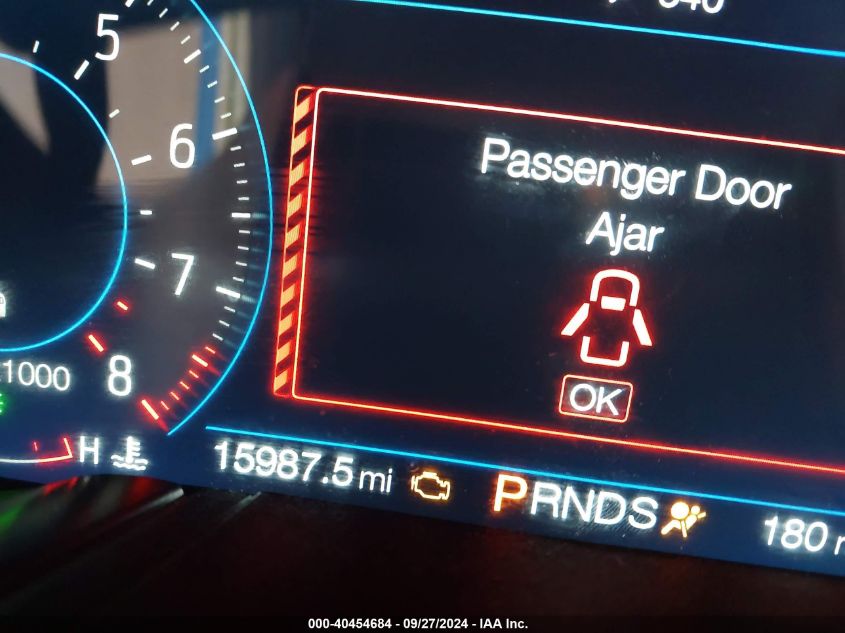 5
6
7
8
1000
H
Passenger Door
Ajar
OK
15987.5 mi
PRNDS
180
000-40454684 - 09/27/2024 - IAA Inc.